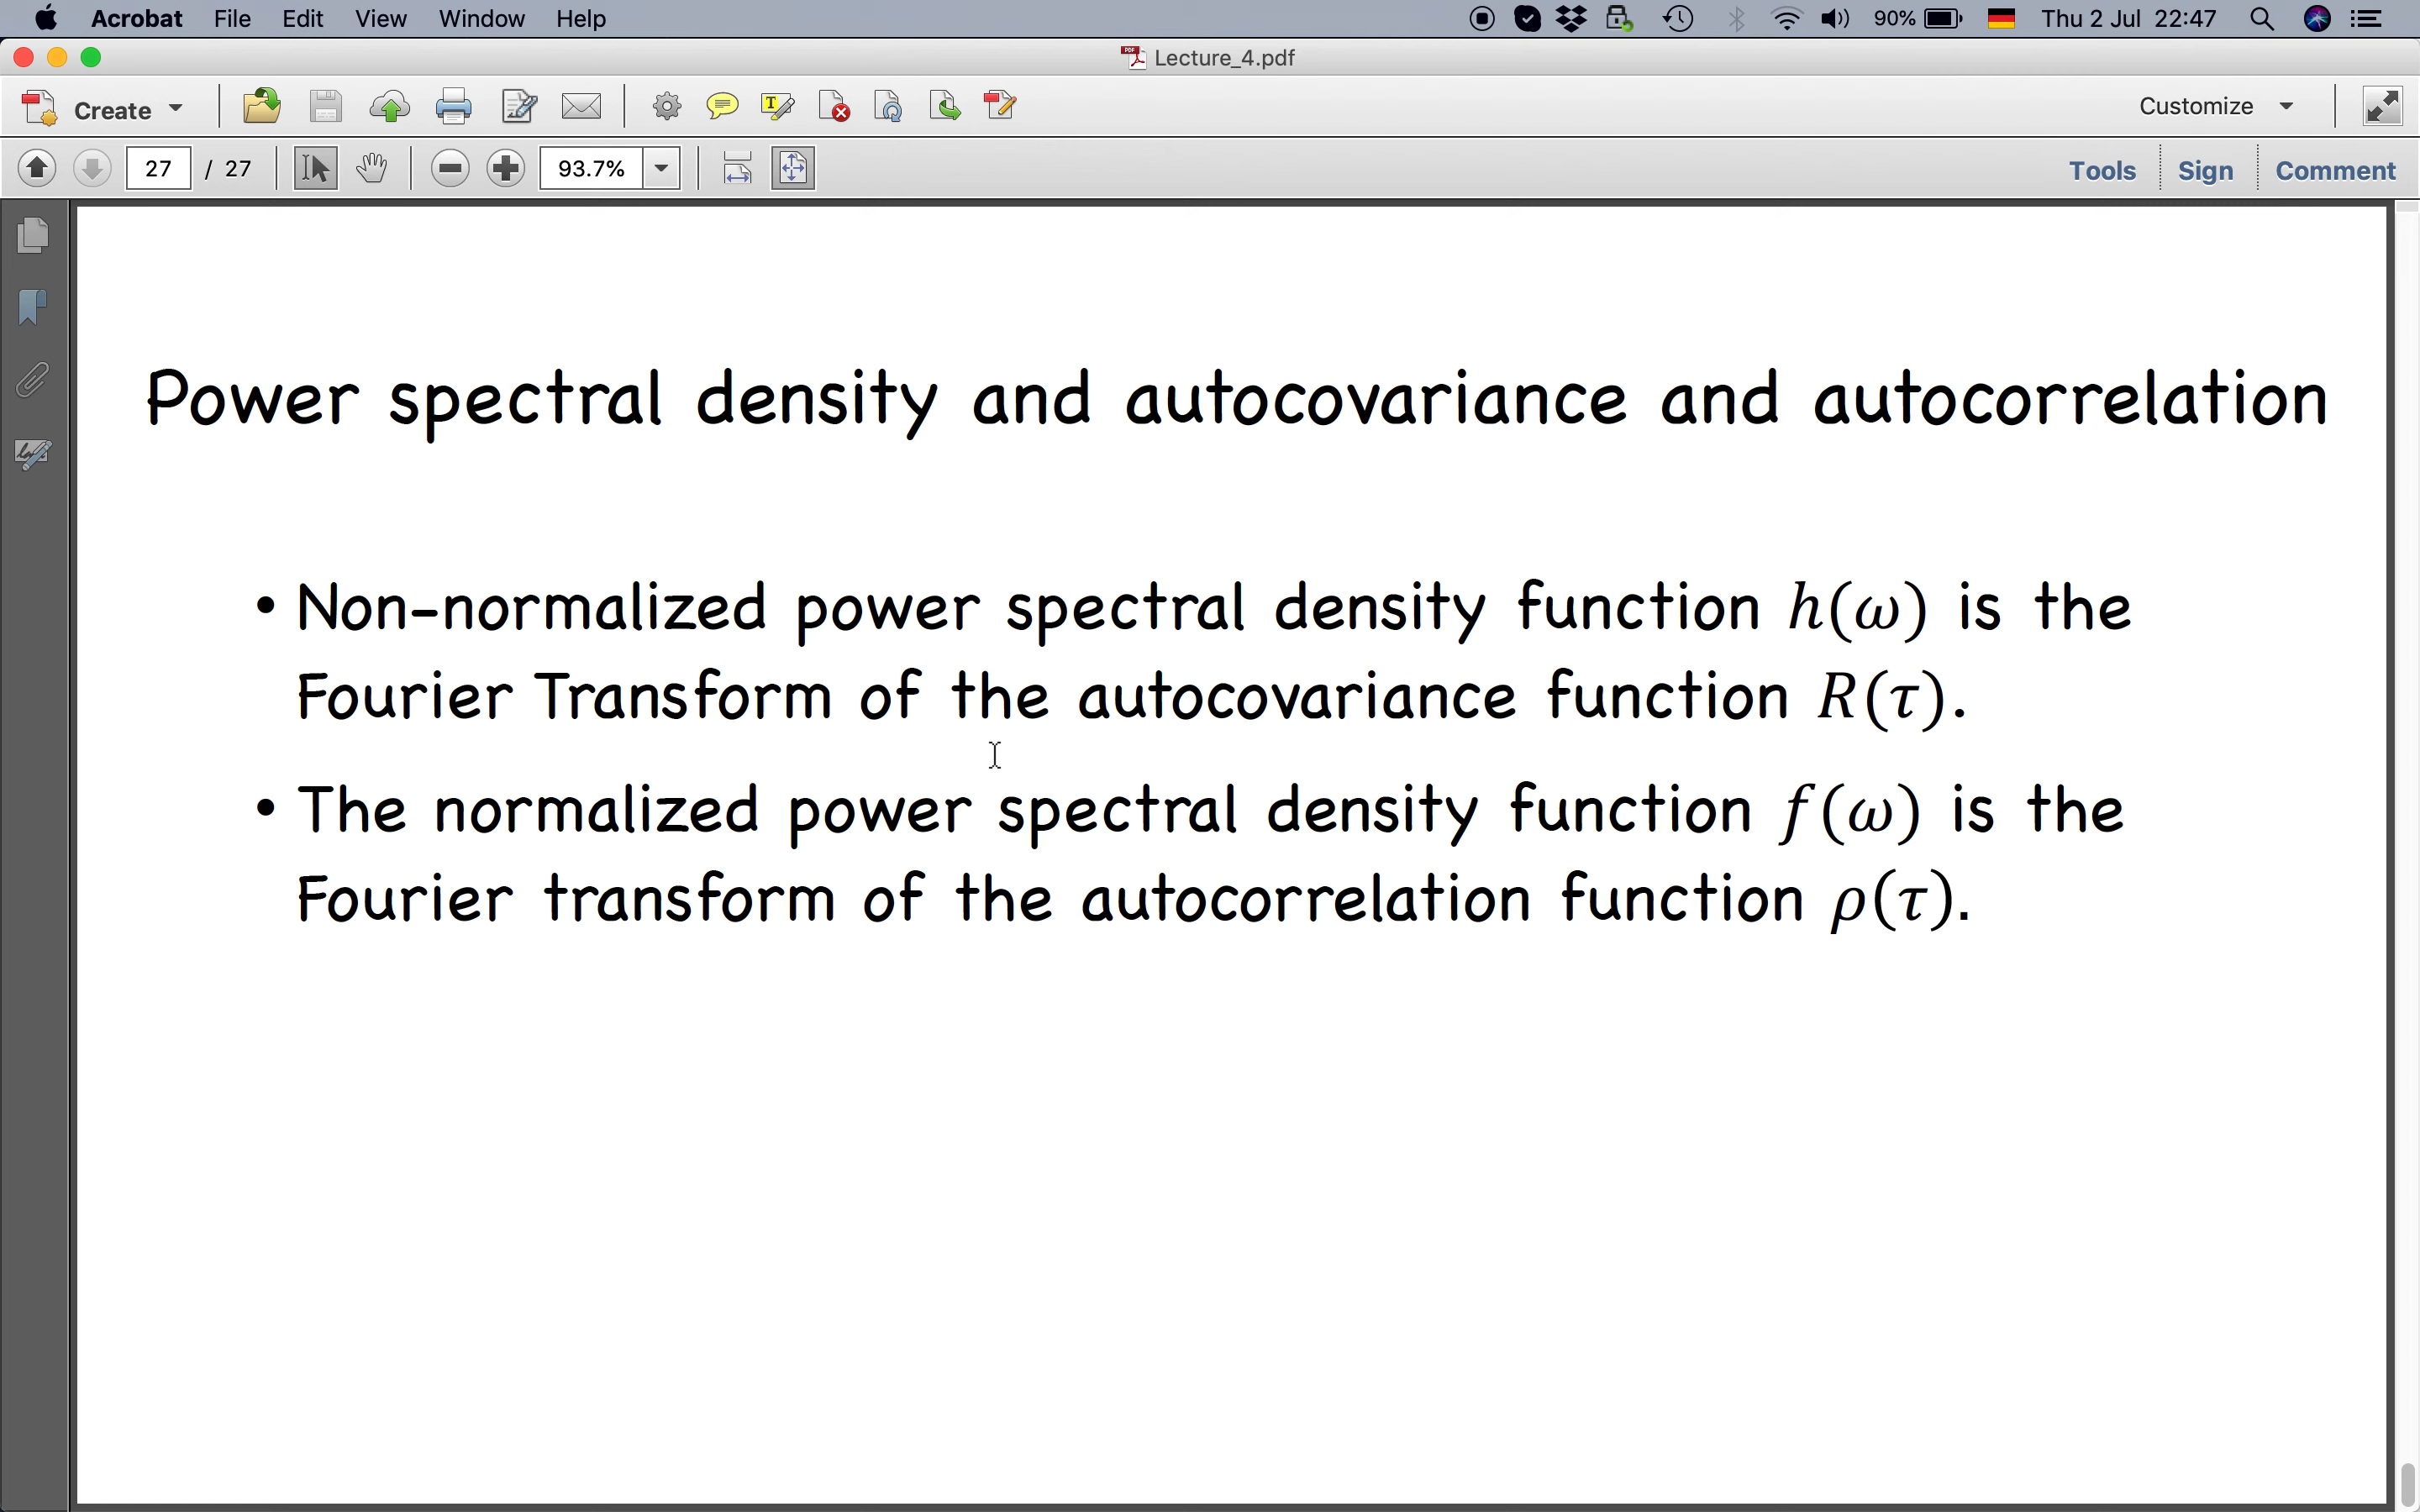 Acrobat File Edit View Window Help 90% Thu 2 Jul 22:47
Lecture_4.pdf
Create Customize
27 / 27 93.7% Tools Sign Comment
Power spectral density and autocovariance and autocorrelation
• Non-normalized power spectral density function h(ω) is the
Fourier Transform of the autocovariance function R(τ).
• The normalized power spectral density function f(ω) is the
Fourier transform of the autocorrelation function ρ(τ).